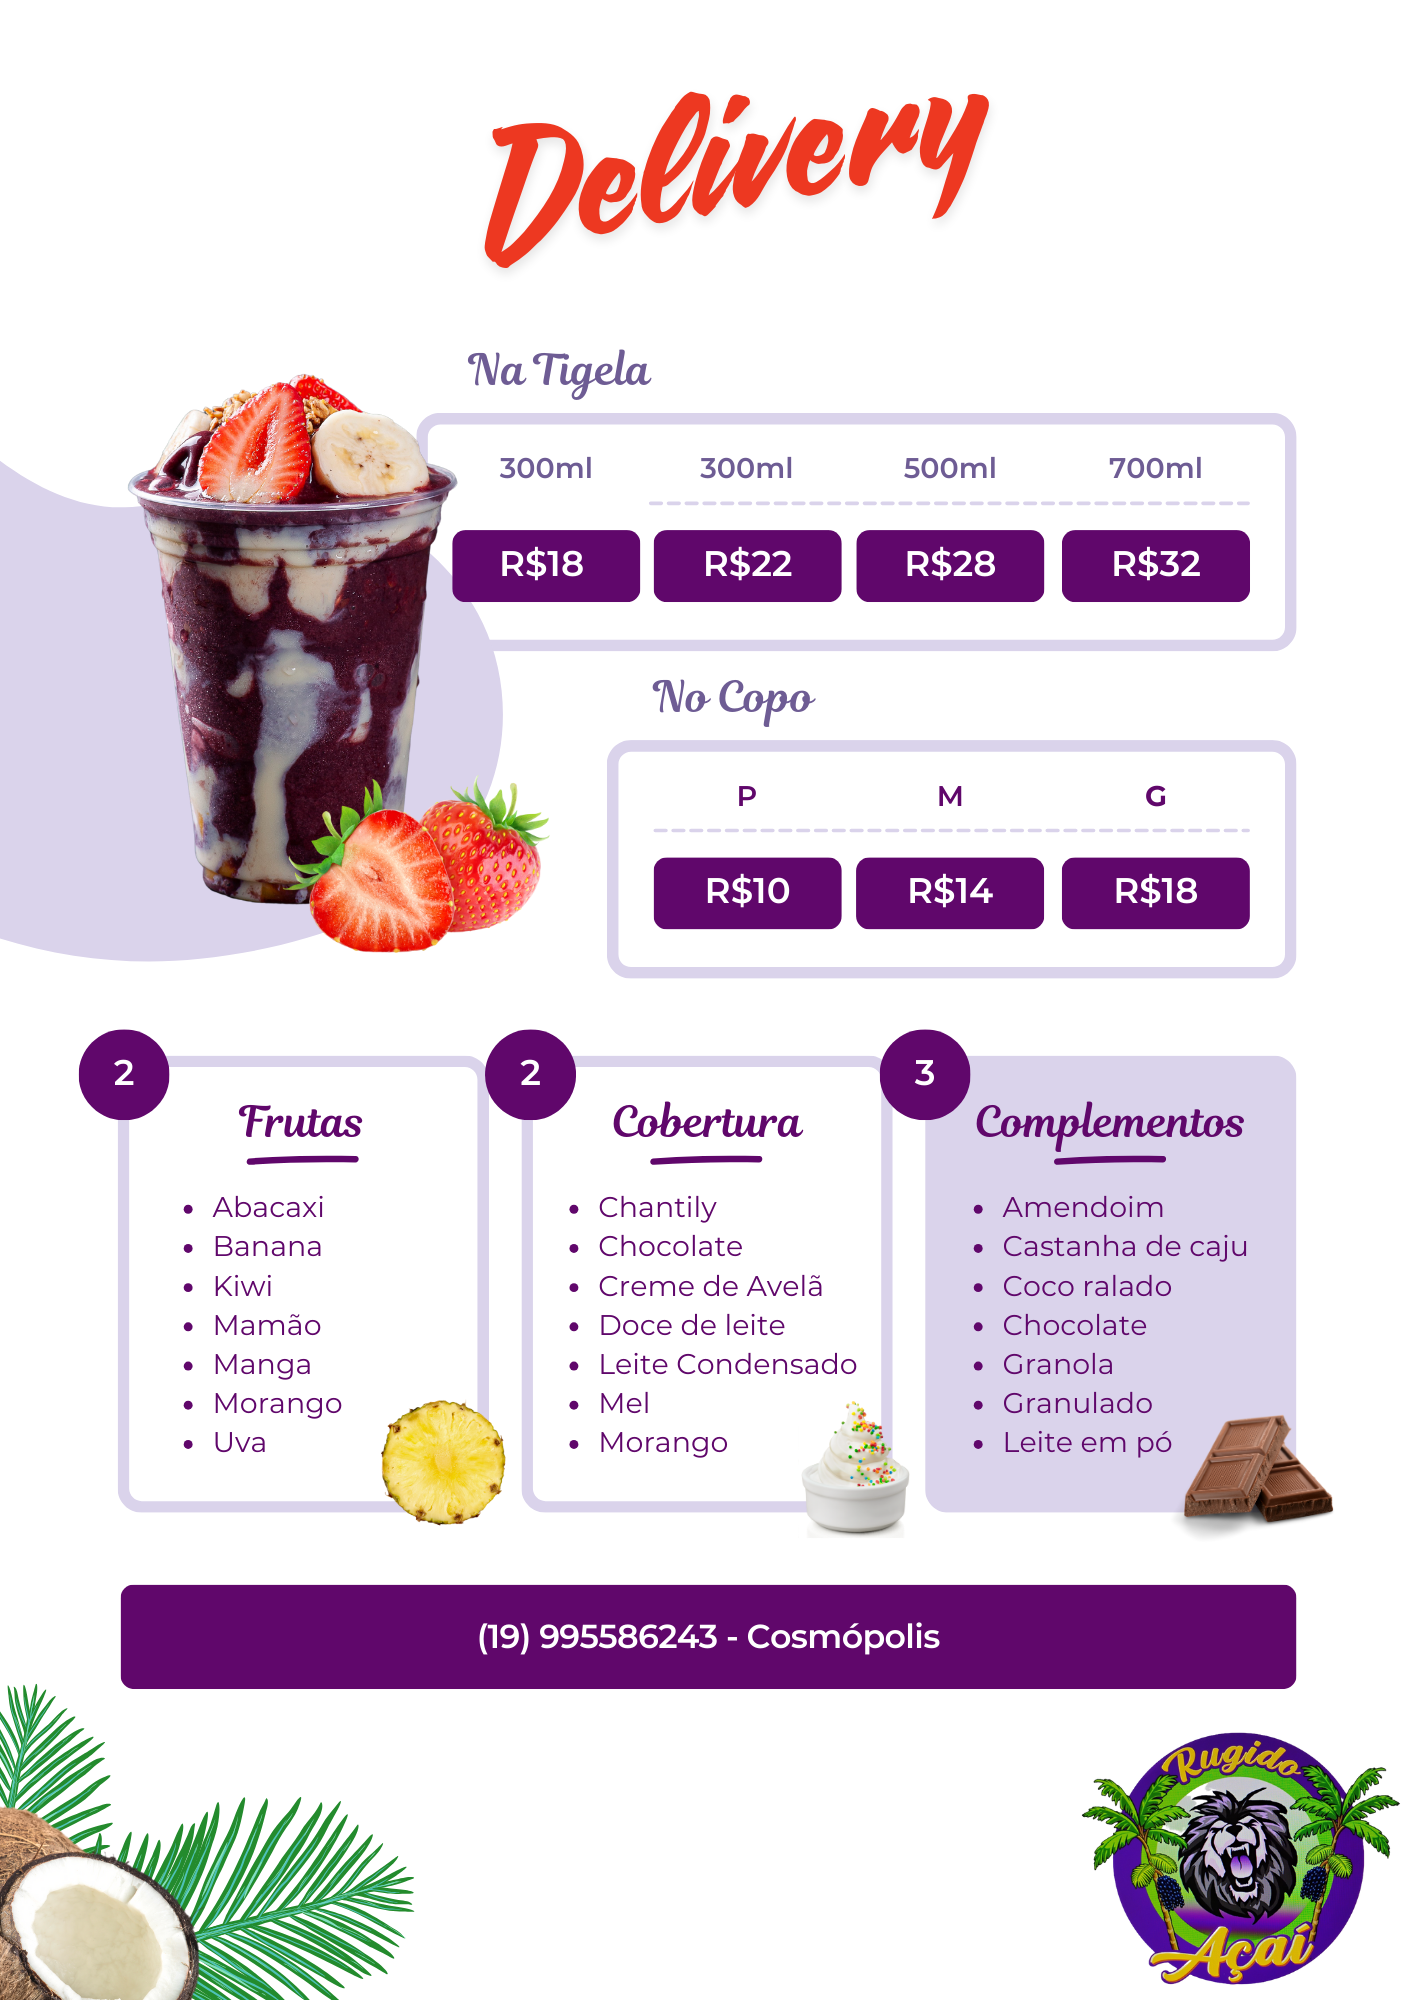 Delivery
Na Tigela
300ml 300ml 500ml 700ml
R$18 R$22 R$28 R$32
No Copo
P M G
R$10 R$14 R$18
2
Frutas
Abacaxi
Banana
Kiwi
Mamão
Manga
Morango
Uva
2
Cobertura
Chantily
Chocolate
Creme de Avelã
Doce de leite
Leite Condensado
Mel
Morango
3
Complementos
Amendoim
Castanha de caju
Coco ralado
Chocolate
Granola
Granulado
Leite em pó
(19) 995586243 - Cosmópolis
Rugido
Açaí